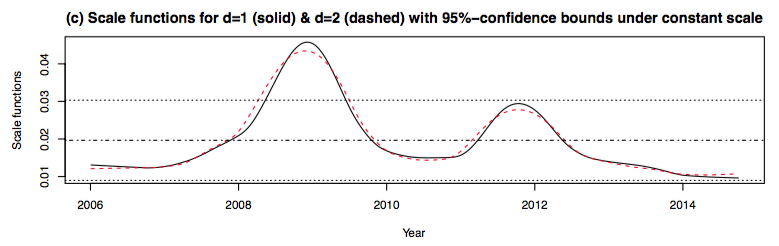 (c) Scale functions for d=1 (solid) & d=2 (dashed) with 95%−confidence bounds under constant scale
Scale functions
0.04
0.03
0.02
0.01
2006 2008 2010 2012 2014
Year